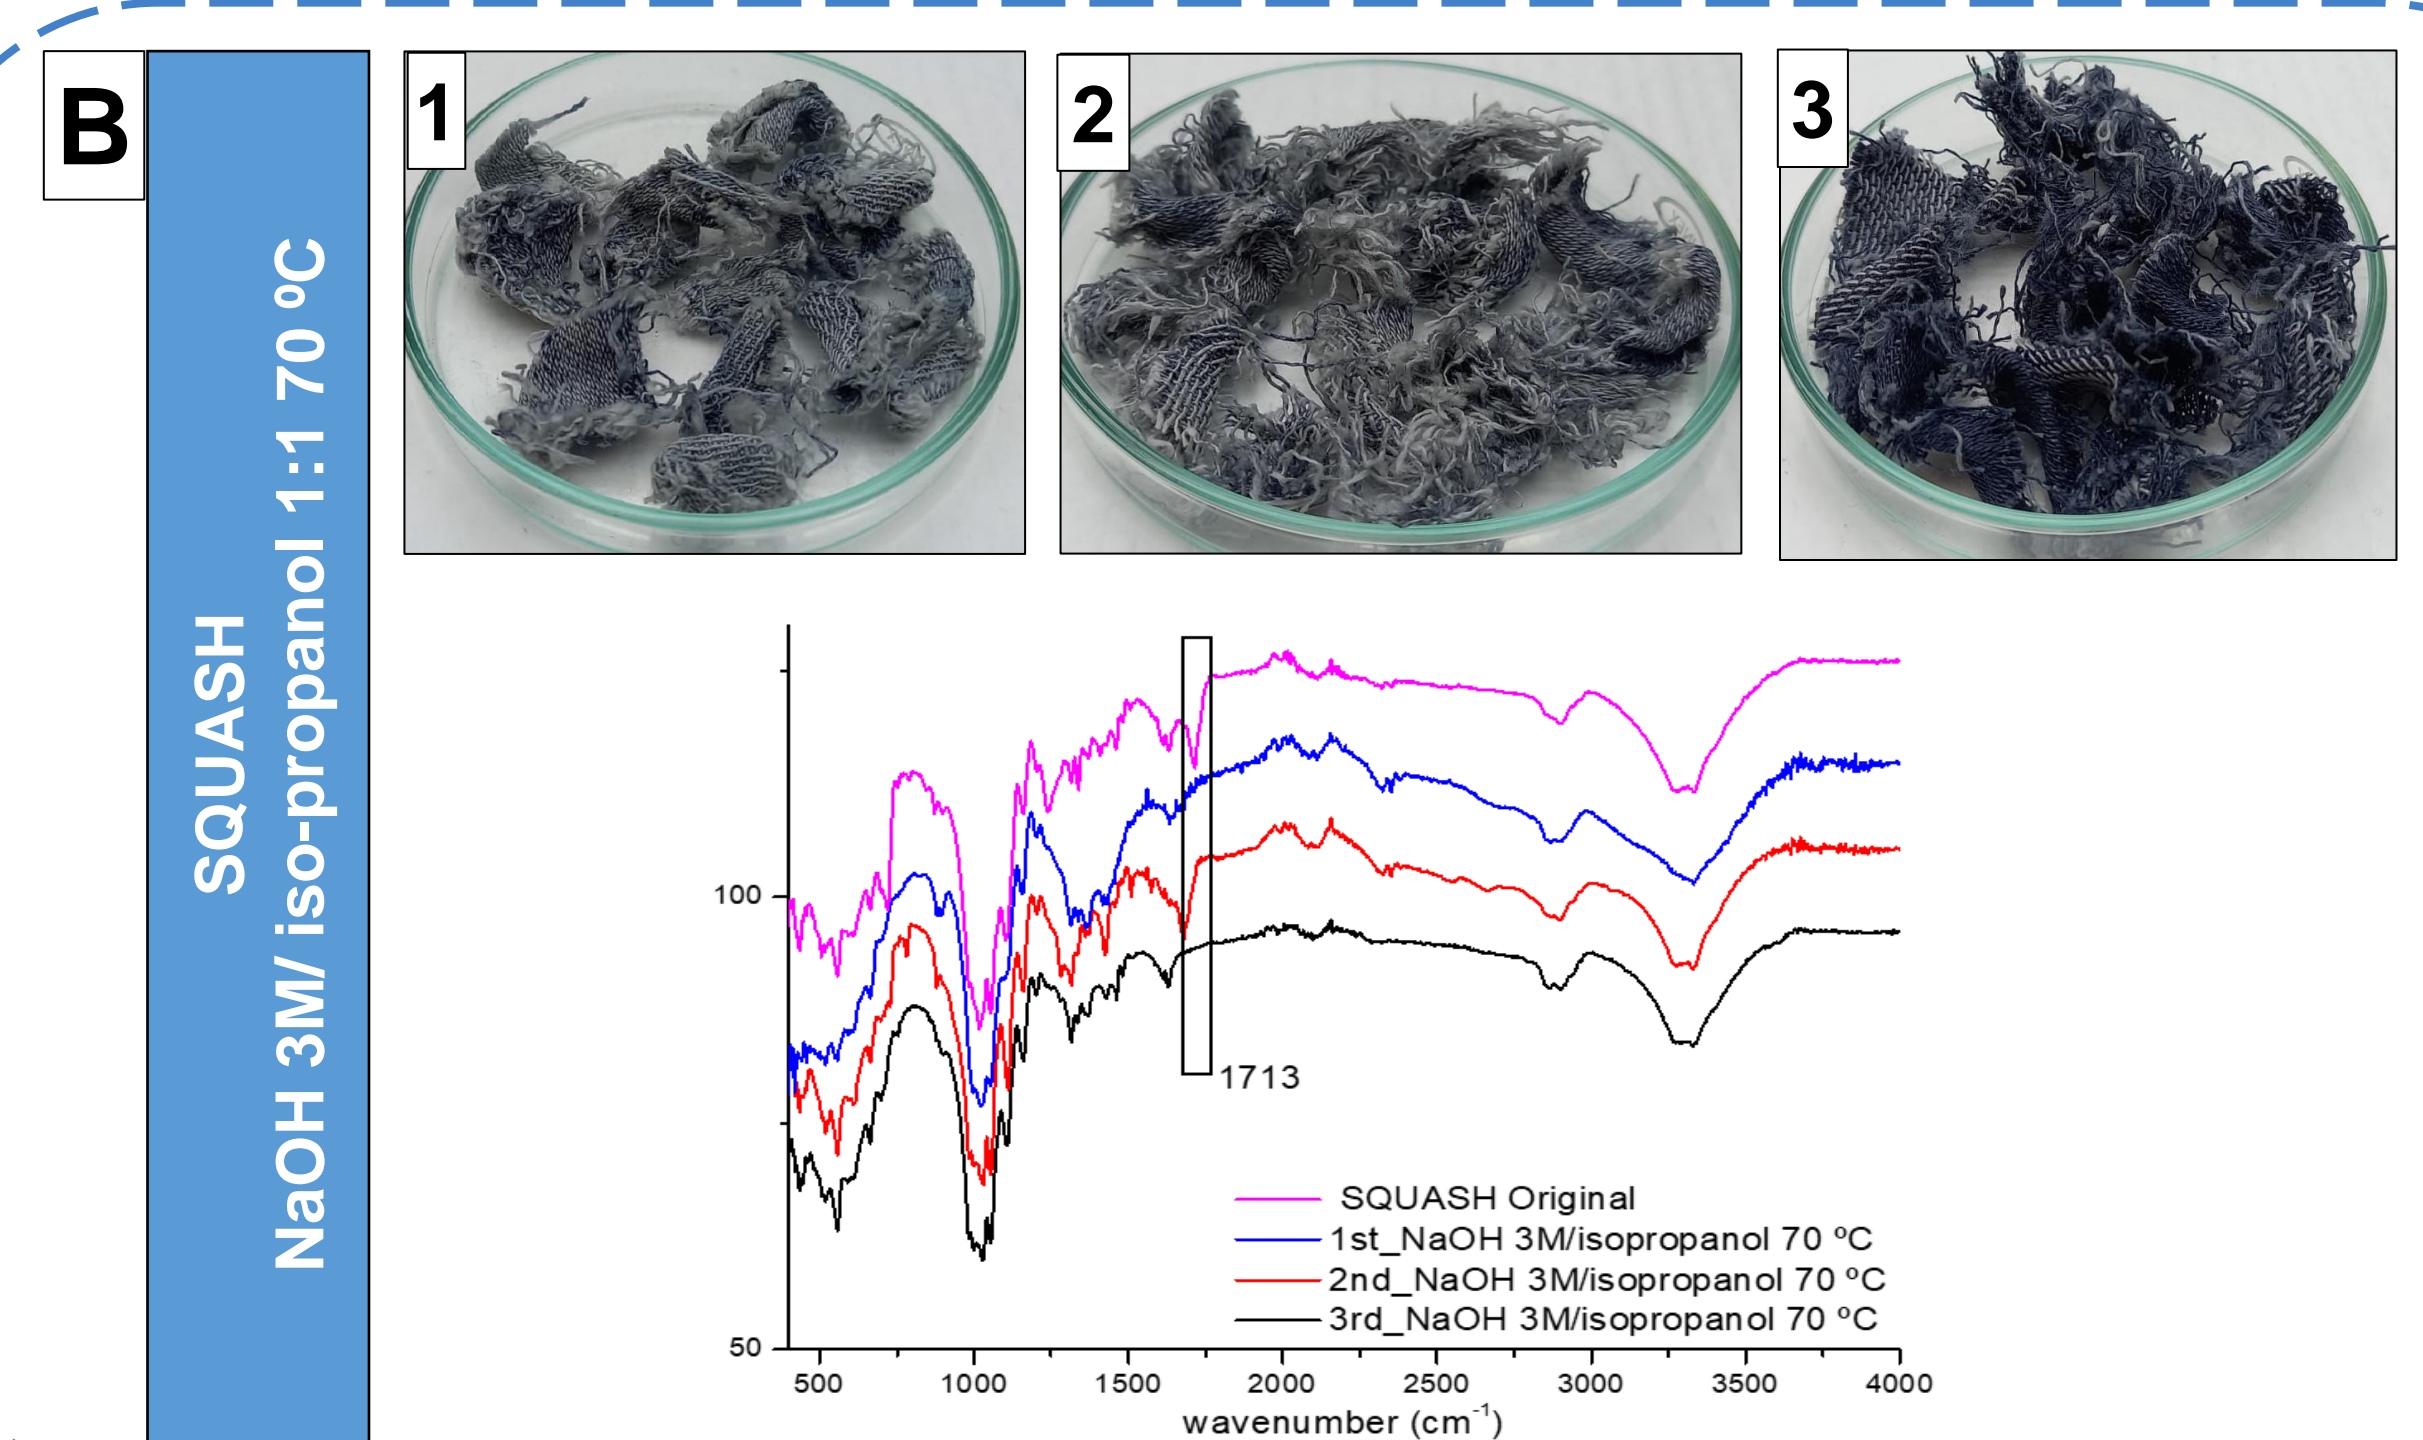 B
SQUASH
NaOH 3M/ iso-propanol 1:1 70 ºC
1
2
3
1713
100
50
SQUASH Original
1st_NaOH 3M/isopropanol 70 ºC
2nd_NaOH 3M/isopropanol 70 ºC
3rd_NaOH 3M/isopropanol 70 ºC
500 1000 1500 2000 2500 3000 3500 4000
wavenumber (cm⁻¹)